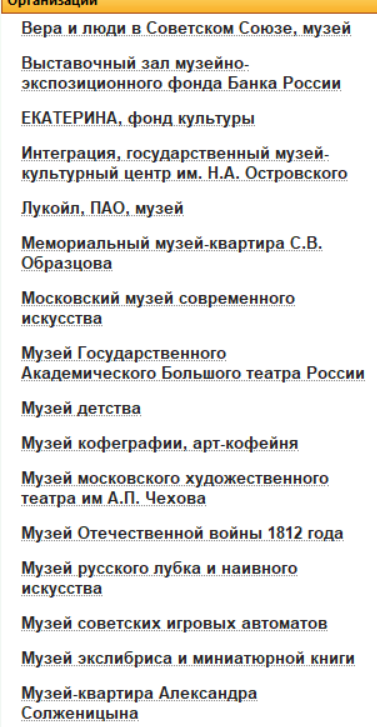 Организации
Вера и люди в Советском Союзе, музей
Выставочный зал музейно-
экспозиционного фонда Банка России
ЕКАТЕРИНА, фонд культуры
Интеграция, государственный музей-
культурный центр им. Н.А. Островского
Лукойл, ПАО, музей
Мемориальный музей-квартира С.В.
Образцова
Московский музей современного
искусства
Музей Государственного
Академического Большого театра России
Музей детства
Музей кофеграфии, арт-кофейня
Музей московского художественного
театра им А.П. Чехова
Музей Отечественной войны 1812 года
Музей русского лубка и наивного
искусства
Музей советских игровых автоматов
Музей экслибриса и миниатюрной книги
Музей-квартира Александра
Солженицына